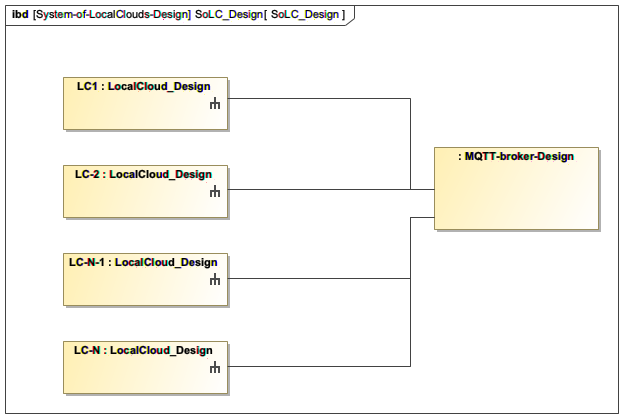 ibd [System-of-LocalClouds-Design] SoLC_Design[ SoLC_Design ]
LC1 : LocalCloud_Design
LC-2 : LocalCloud_Design
: MQTT-broker-Design
LC-N-1 : LocalCloud_Design
LC-N : LocalCloud_Design